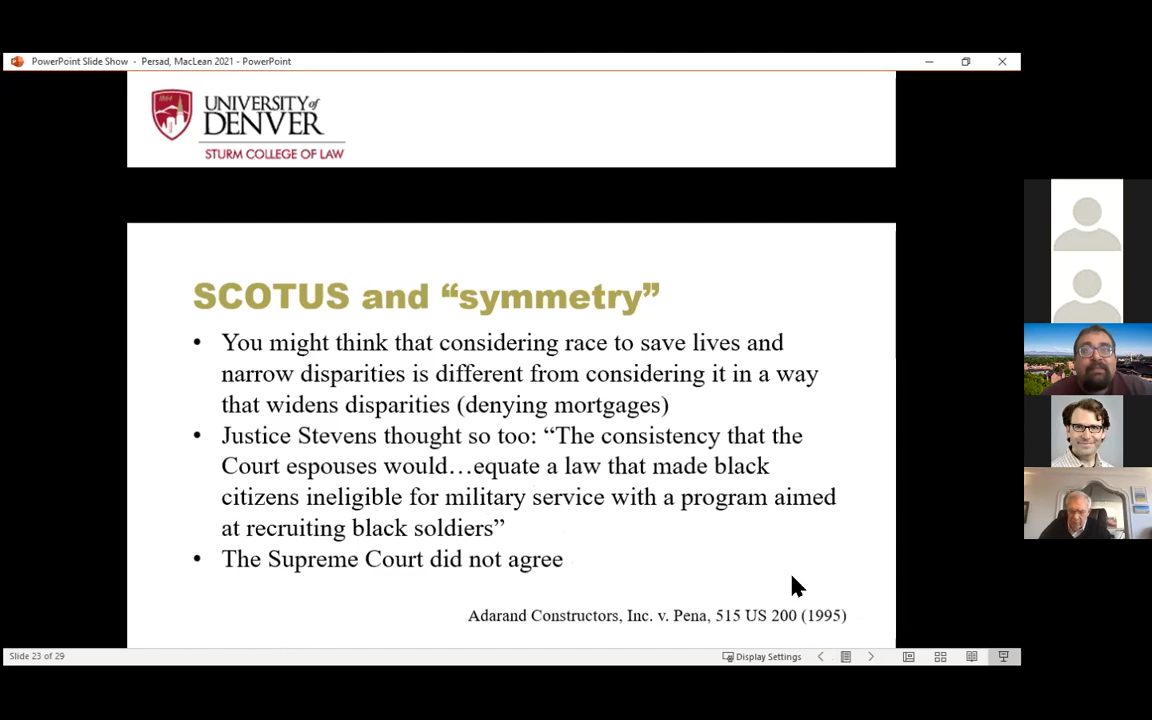 PowerPoint Slide Show - Persad, MacLean 2021 - PowerPoint
1864
UNIVERSITY of
DENVER
STURM COLLEGE OF LAW
SCOTUS and “symmetry”
• You might think that considering race to save lives and
narrow disparities is different from considering it in a way
that widens disparities (denying mortgages)
• Justice Stevens thought so too: “The consistency that the
Court espouses would…equate a law that made black
citizens ineligible for military service with a program aimed
at recruiting black soldiers”
• The Supreme Court did not agree
Adarand Constructors, Inc. v. Pena, 515 US 200 (1995)
Slide 23 of 29
Display Settings